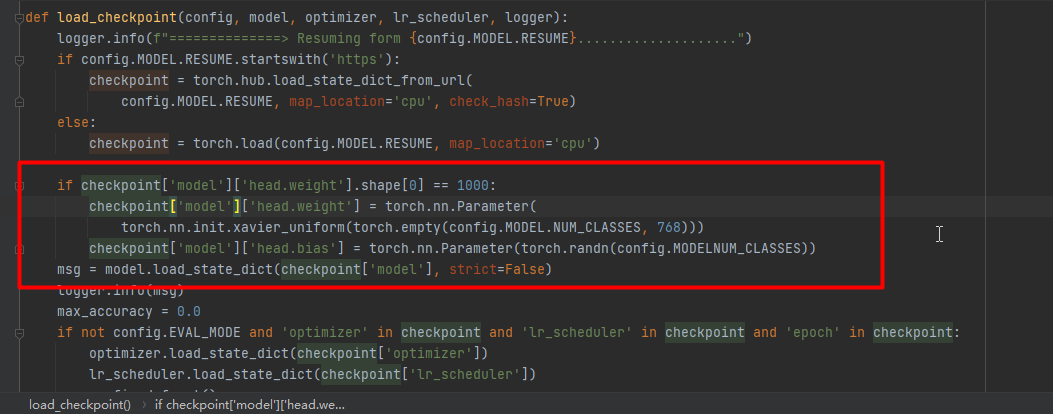 def load_checkpoint(config, model, optimizer, lr_scheduler, logger):
    logger.info(f"==============> Resuming form {config.MODEL.RESUME}....................")
    if config.MODEL.RESUME.startswith('https'):
        checkpoint = torch.hub.load_state_dict_from_url(
            config.MODEL.RESUME, map_location='cpu', check_hash=True)
    else:
        checkpoint = torch.load(config.MODEL.RESUME, map_location='cpu')
    if checkpoint['model']['head.weight'].shape[0] == 1000:
        checkpoint['model']['head.weight'] = torch.nn.Parameter(
            torch.nn.init.xavier_uniform(torch.empty(config.MODEL.NUM_CLASSES, 768)))
        checkpoint['model']['head.bias'] = torch.nn.Parameter(torch.randn(config.MODELNUM_CLASSES))
    msg = model.load_state_dict(checkpoint['model'], strict=False)
    logger.info(msg)
    max_accuracy = 0.0
    if not config.EVAL_MODE and 'optimizer' in checkpoint and 'lr_scheduler' in checkpoint and 'epoch' in checkpoint:
        optimizer.load_state_dict(checkpoint['optimizer'])
        lr_scheduler.load_state_dict(checkpoint['lr_scheduler'])
load_checkpoint() › if checkpoint['model']['head.we...